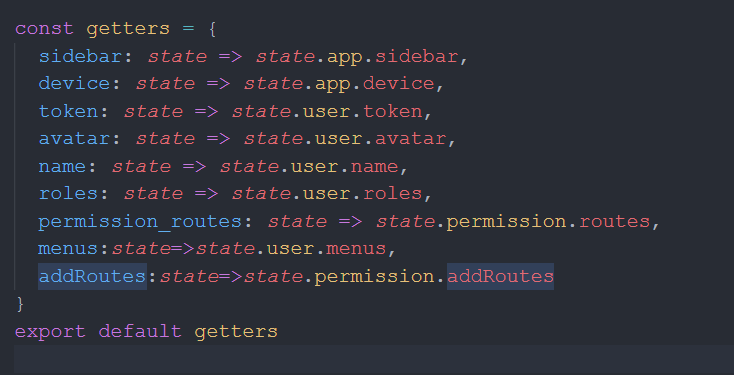 const getters = {
  sidebar: state => state.app.sidebar,
  device: state => state.app.device,
  token: state => state.user.token,
  avatar: state => state.user.avatar,
  name: state => state.user.name,
  roles: state => state.user.roles,
  permission_routes: state => state.permission.routes,
  menus:state=>state.user.menus,
  addRoutes:state=>state.permission.addRoutes
}
export default getters